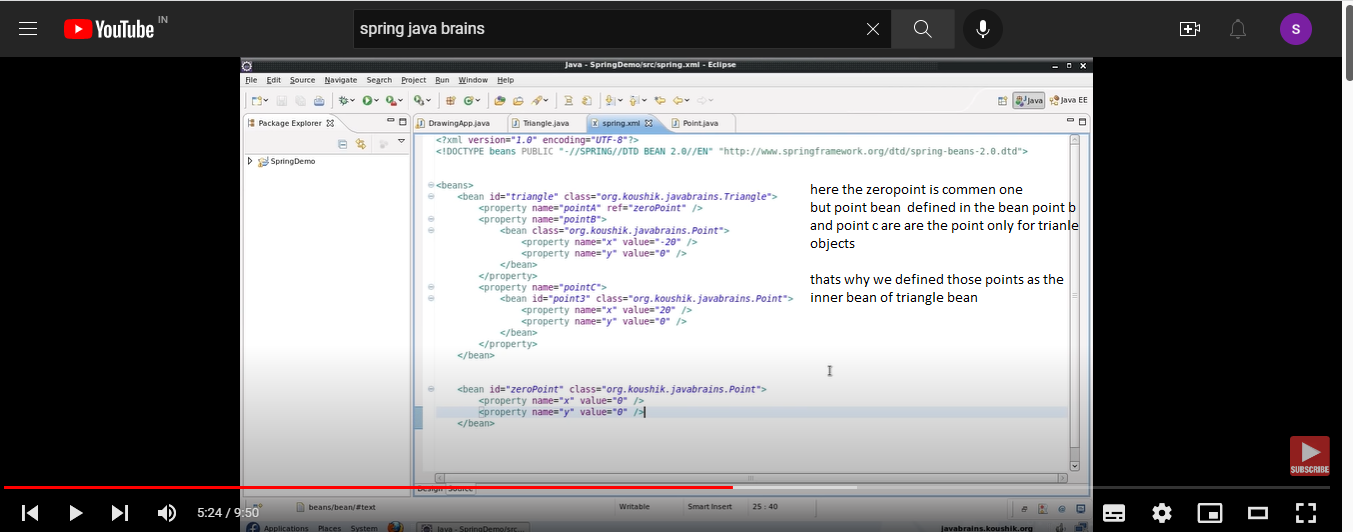 YouTube IN
spring java brains
S
Java - SpringDemo/src/spring.xml - Eclipse
File Edit Source Navigate Search Project Run Window Help
Java Java EE
Package Explorer
DrawingApp.java Triangle.java spring.xml Point.java
SpringDemo
<?xml version="1.0" encoding="UTF-8"?>
<!DOCTYPE beans PUBLIC "-//SPRING//DTD BEAN 2.0//EN" "http://www.springframework.org/dtd/spring-beans-2.0.dtd">
<beans>
<bean id="triangle" class="org.koushik.javabrains.Triangle">
<property name="pointA" ref="zeroPoint" />
<property name="pointB">
<bean class="org.koushik.javabrains.Point">
<property name="x" value="-20" />
<property name="y" value="0" />
</bean>
</property>
<property name="pointC">
<bean id="point3" class="org.koushik.javabrains.Point">
<property name="x" value="20" />
<property name="y" value="0" />
</bean>
</property>
</bean>
<bean id="zeroPoint" class="org.koushik.javabrains.Point">
<property name="x" value="0" />
<property name="y" value="0" />
</bean>
here the zeropoint is commen one
but point bean defined in the bean point b
and point c are are the point only for trianle
objects
thats why we defined those points as the
inner bean of triangle bean
SUBSCRIBE
Design Source
beans/bean/#text Writable Smart Insert 25 : 40
5:24 / 9:50
Applications Places System Java - SpringDemo/src... javabrains.koushik.org